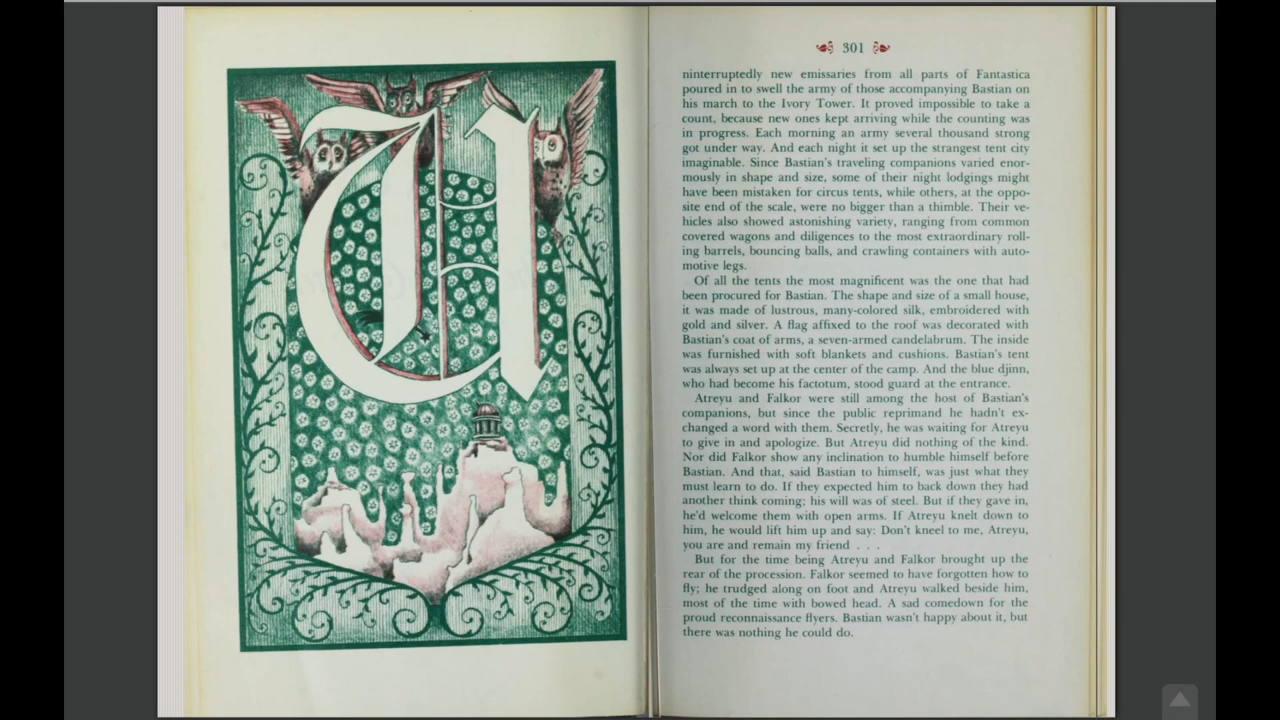 U
301
ninterruptedly new emissaries from all parts of Fantastica
poured in to swell the army of those accompanying Bastian on
his march to the Ivory Tower. It proved impossible to take a
count, because new ones kept arriving while the counting was
in progress. Each morning an army several thousand strong
got under way. And each night it set up the strangest tent city
imaginable. Since Bastian's traveling companions varied enor-
mously in shape and size, some of their night lodgings might
have been mistaken for circus tents, while others, at the oppo-
site end of the scale, were no bigger than a thimble. Their ve-
hicles also showed astonishing variety, ranging from common
covered wagons and diligences to the most extraordinary roll-
ing barrels, bouncing balls, and crawling containers with auto-
motive legs.
Of all the tents the most magnificent was the one that had
been procured for Bastian. The shape and size of a small house,
it was made of lustrous, many-colored silk, embroidered with
gold and silver. A flag affixed to the roof was decorated with
Bastian's coat of arms, a seven-armed candelabrum. The inside
was furnished with soft blankets and cushions. Bastian's tent
was always set up at the center of the camp. And the blue djinn,
who had become his factotum, stood guard at the entrance.
Atreyu and Falkor were still among the host of Bastian's
companions, but since the public reprimand he hadn't ex-
changed a word with them. Secretly, he was waiting for Atreyu
to give in and apologize. But Atreyu did nothing of the kind.
Nor did Falkor show any inclination to humble himself before
Bastian. And that, said Bastian to himself, was just what they
must learn to do. If they expected him to back down they had
another think coming; his will was of steel. But if they gave in,
he'd welcome them with open arms. If Atreyu knelt down to
him, he would lift him up and say: Don't kneel to me, Atreyu,
you are and remain my friend . . .
But for the time being Atreyu and Falkor brought up the
rear of the procession. Falkor seemed to have forgotten how to
fly; he trudged along on foot and Atreyu walked beside him,
most of the time with bowed head. A sad comedown for the
proud reconnaissance flyers. Bastian wasn't happy about it, but
there was nothing he could do.